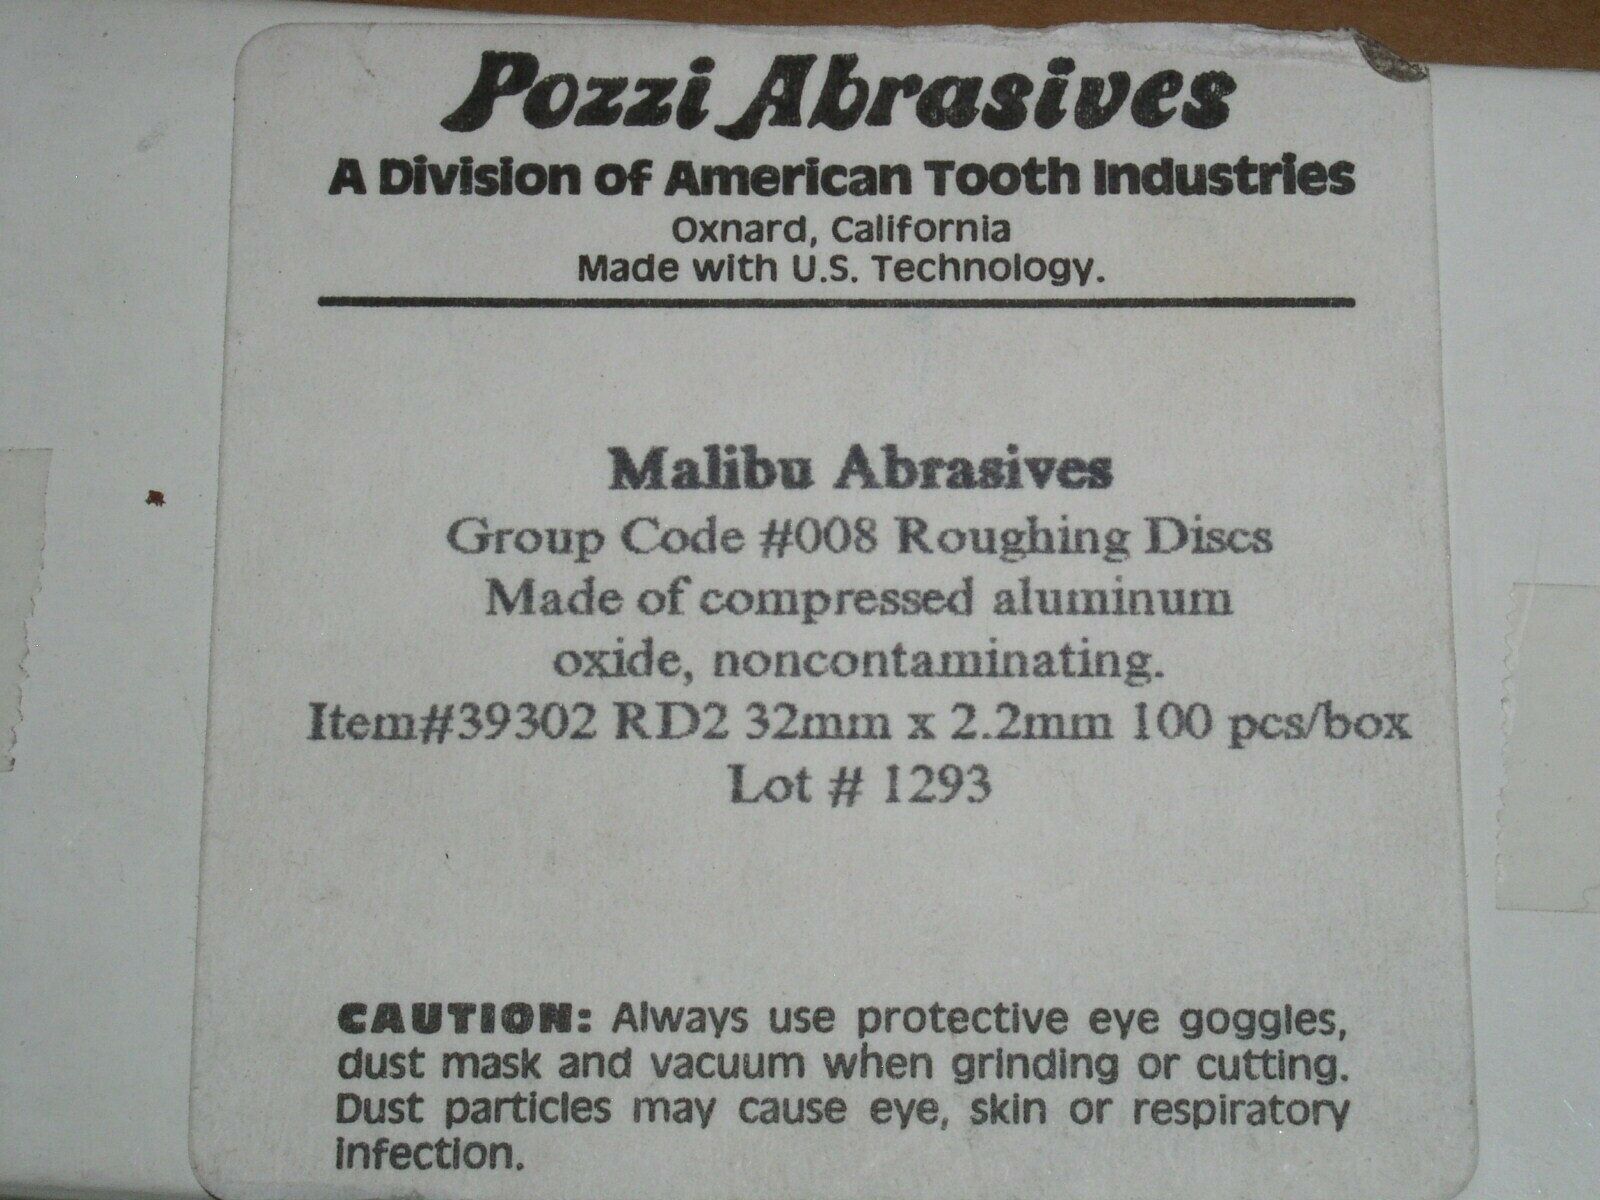 Pozzi Abrasives
A Division of American Tooth Industries
Oxnard, California
Made with U.S. Technology.
Malibu Abrasives
Group Code #008 Roughing Discs
Made of compressed aluminum
oxide, noncontaminating.
Item#39302 RD2 32mm x 2.2mm 100 pcs/box
Lot # 1293
CAUTION: Always use protective eye goggles,
dust mask and vacuum when grinding or cutting.
Dust particles may cause eye, skin or respiratory
infection.